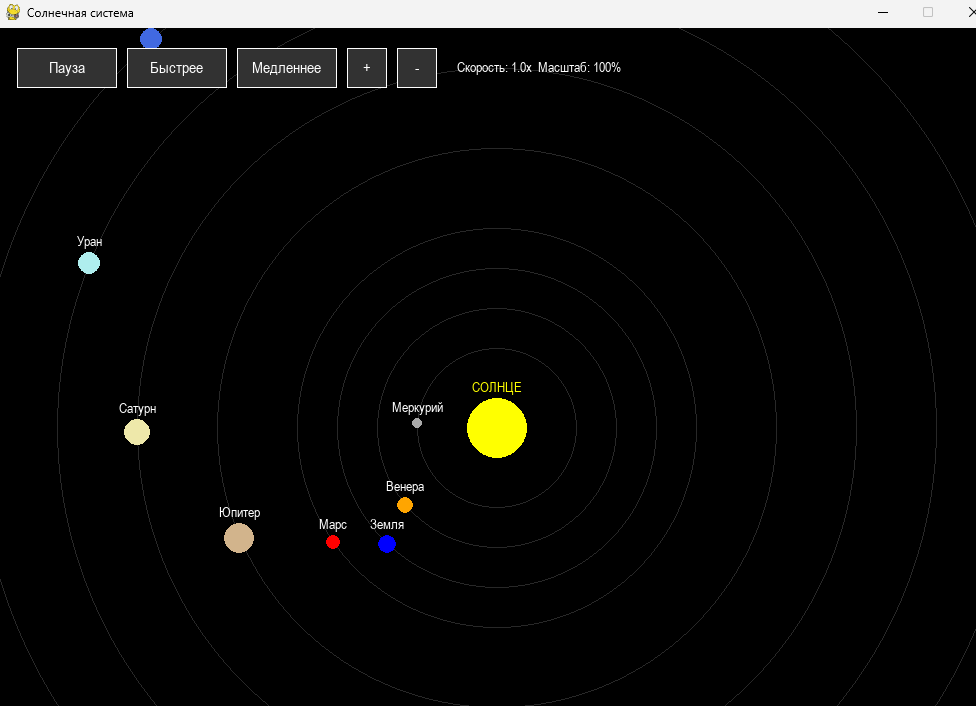 Солнечная система
Пауза
Быстрее
Медленнее
+
-
Скорость: 1.0x Масштаб: 100%
Уран
СОЛНЦЕ
Меркурий
Сатурн
Венера
Юпитер
Марс
Земля